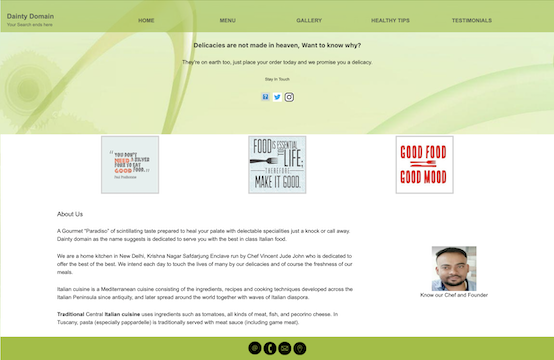 Dainty Domain
Your Search ends here
HOME MENU GALLERY HEALTHY TIPS TESTIMENTS
Delicacies are not made in heaven, Want to know why?
They're on earth too, just place your order today and we promise you a delicacy.
Stay In Touch
"YOU DON'T
NEED A SILVER
FORK TO EAT
GOOD FOOD."
Paul Prudhomme
FOOD IS ESSENTIAL
TO LIFE;
THEREFORE,
MAKE IT GOOD.
GOOD FOOD
GOOD MOOD
About Us
A Gourmet "Paradiso" of scintillating taste prepared to heal your palate with delectable specialities just a knock or call away.
Dainty domain as the name suggests is dedicated to serve you with the best in class Italian food.
We are a home kitchen in New Delhi, Krishna Nagar Safdarjung Enclave run by Chef Vincent Jude John who is dedicated to
offer the best of the best. We intend each day to touch the lives of many by our delicacies and of course the freshness of our
meals.
Italian cuisine is a Mediterranean cuisine consisting of the ingredients, recipes and cooking techniques developed across the
Italian Peninsula since antiquity, and later spread around the world together with waves of Italian diaspora.
Traditional Central Italian cuisine uses ingredients such as tomatoes, all kinds of meat, fish, and pecorino cheese. In
Tuscany, pasta (especially pappardelle) is traditionally served with meat sauce (including game meat).
Know our Chef and Founder